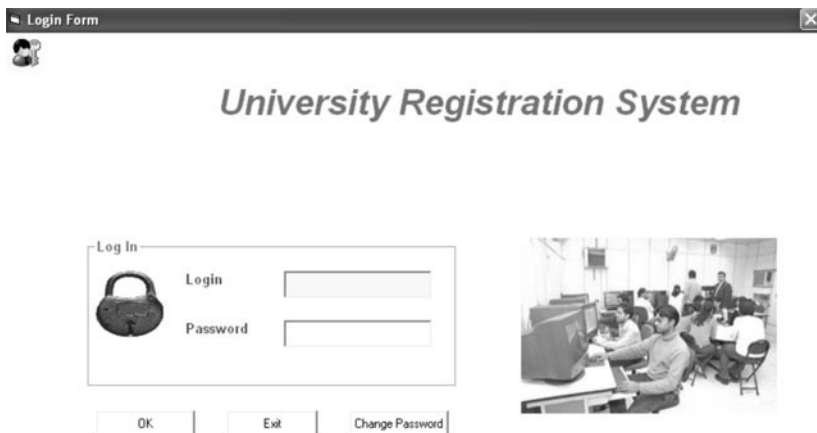 Login Form
University Registration System
Log In
Login
Password
OK Exit Change Password